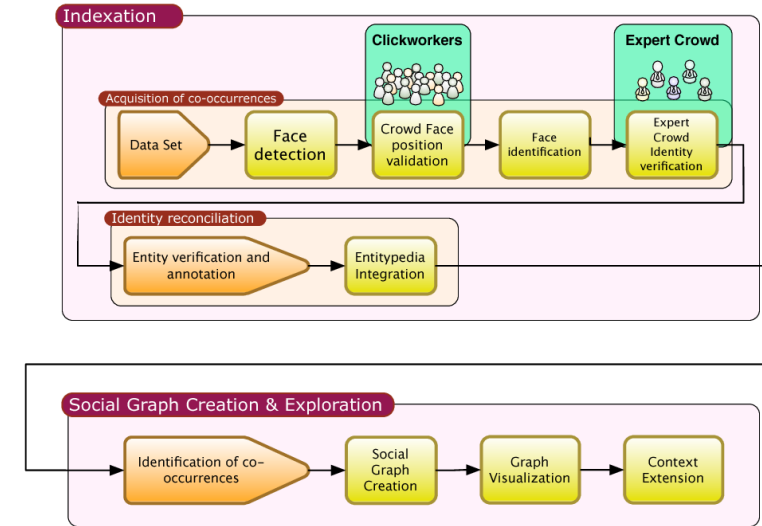 Indexation
Clickworkers
Expert Crowd
Acquisition of co-occurrences
Data Set
Face
detection
Crowd Face
position
validation
Face
identification
Expert
Crowd
Identity
verification
Identity reconciliation
Entity verification and
annotation
Entitypedia
Integration
Social Graph Creation & Exploration
Identification of co-
occurrences
Social
Graph
Creation
Graph
Visualization
Context
Extension